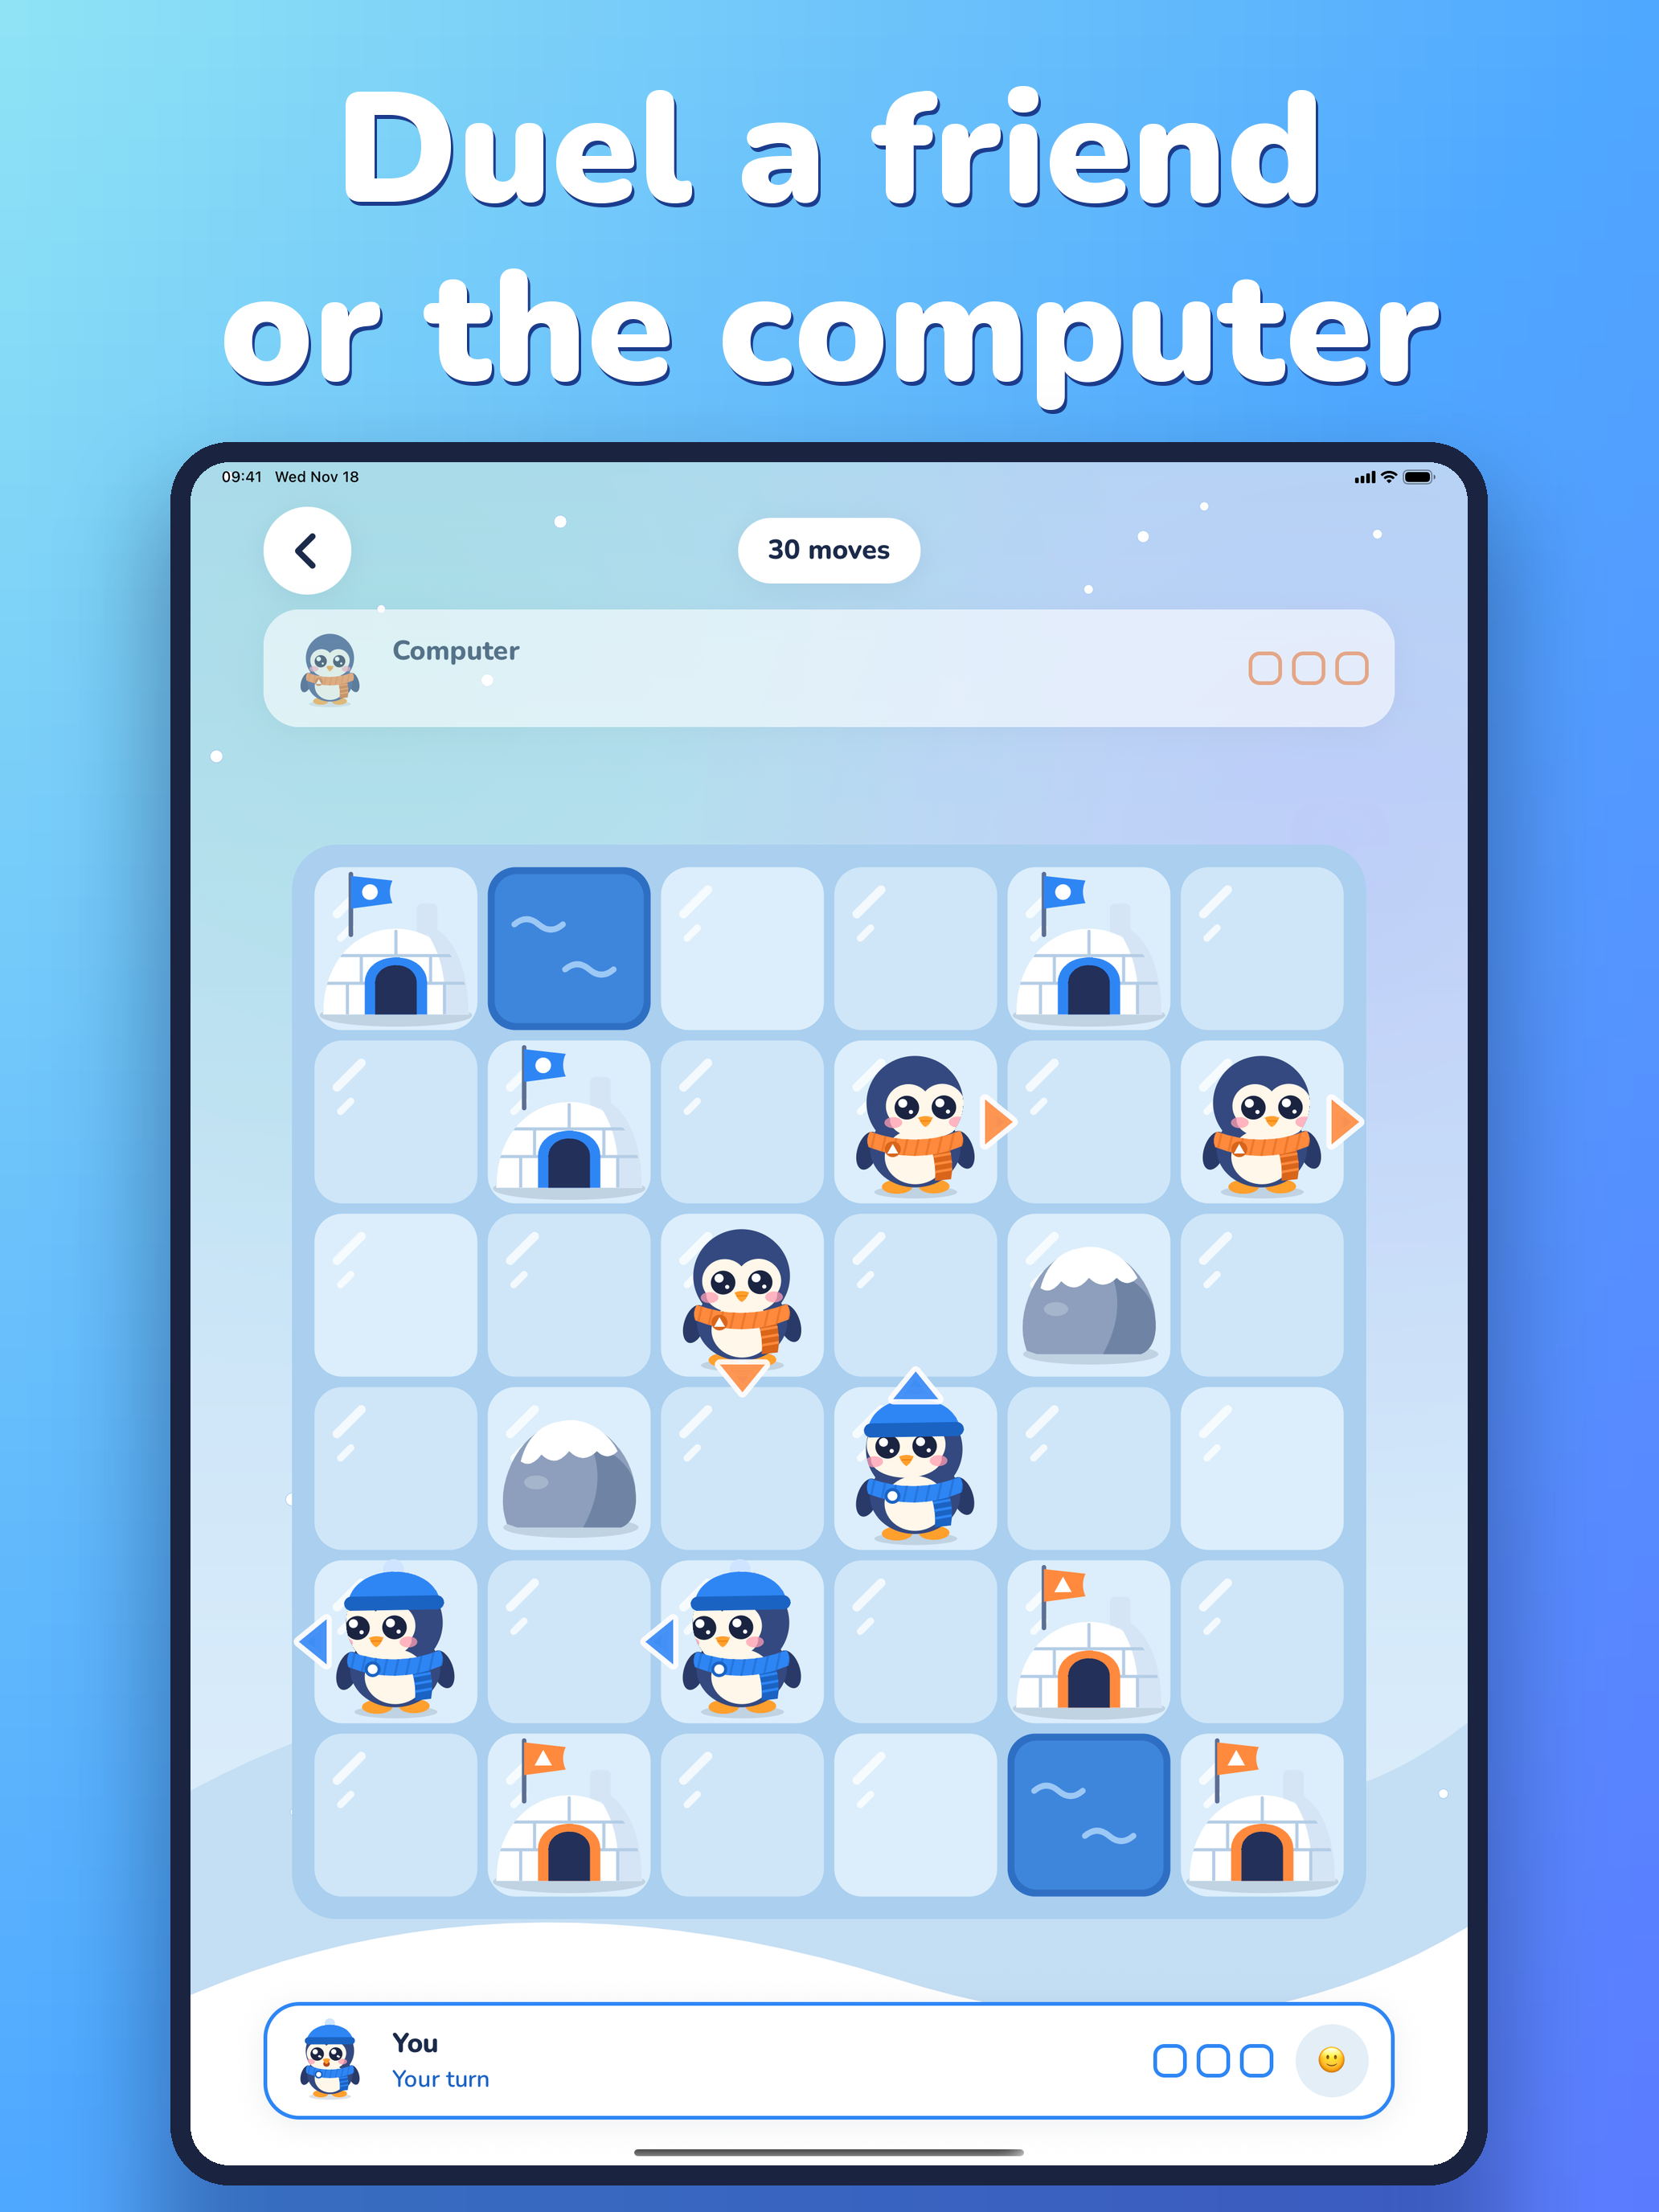 Duel a friend
or the computer
09:41 Wed Nov 18
30 moves
Computer
You
Your turn